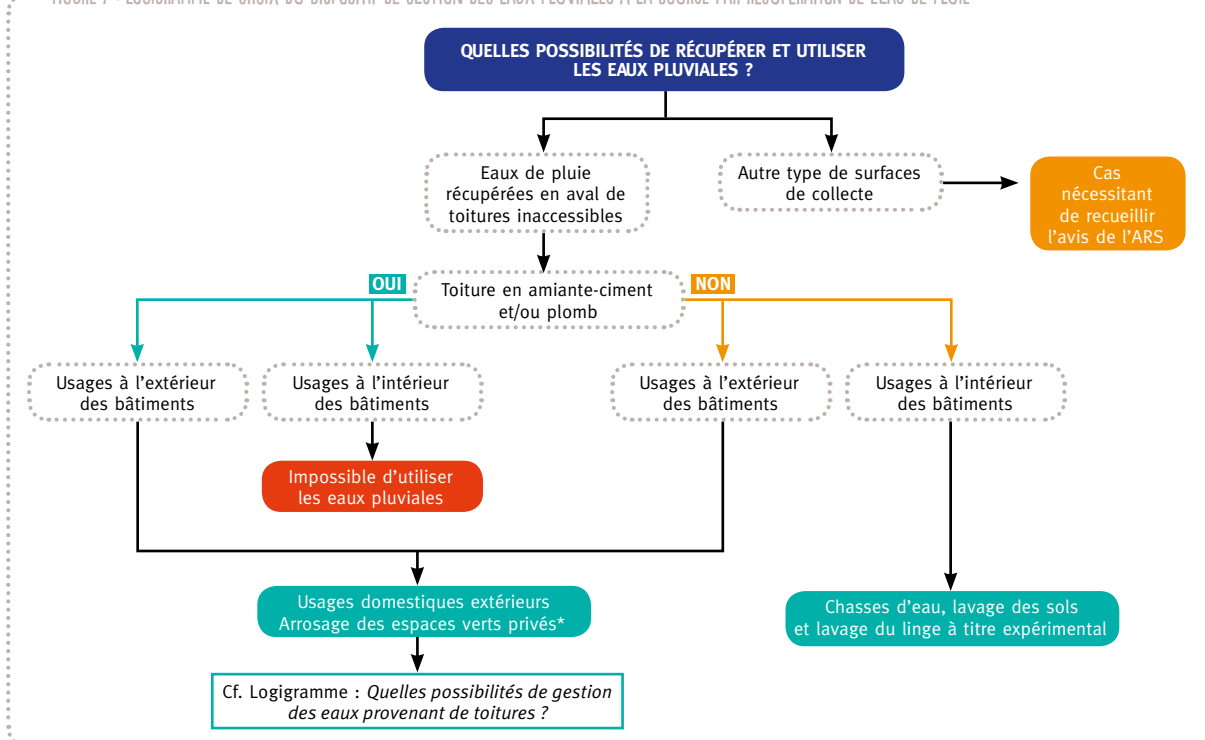 QUELLES POSSIBILITÉS DE RÉCUPÉRER ET UTILISER
LES EAUX PLUVIALES ?
Eaux de pluie
récupérées en aval de
toitures inaccessibles
Autre type de surfaces
de collecte
Cas
nécessitant
de recueillir
l’avis de l’ARS
OUI
Toiture en amiante-ciment
et/ou plomb
NON
Usages à l’extérieur
des bâtiments
Usages à l’intérieur
des bâtiments
Usages à l’extérieur
des bâtiments
Usages à l’intérieur
des bâtiments
Impossible d’utiliser
les eaux pluviales
Usages domestiques extérieurs
Arrosage des espaces verts privés*
Chasses d’eau, lavage des sols
et lavage du linge à titre expérimental
Cf. Logigramme : Quelles possibilités de gestion
des eaux provenant de toitures ?